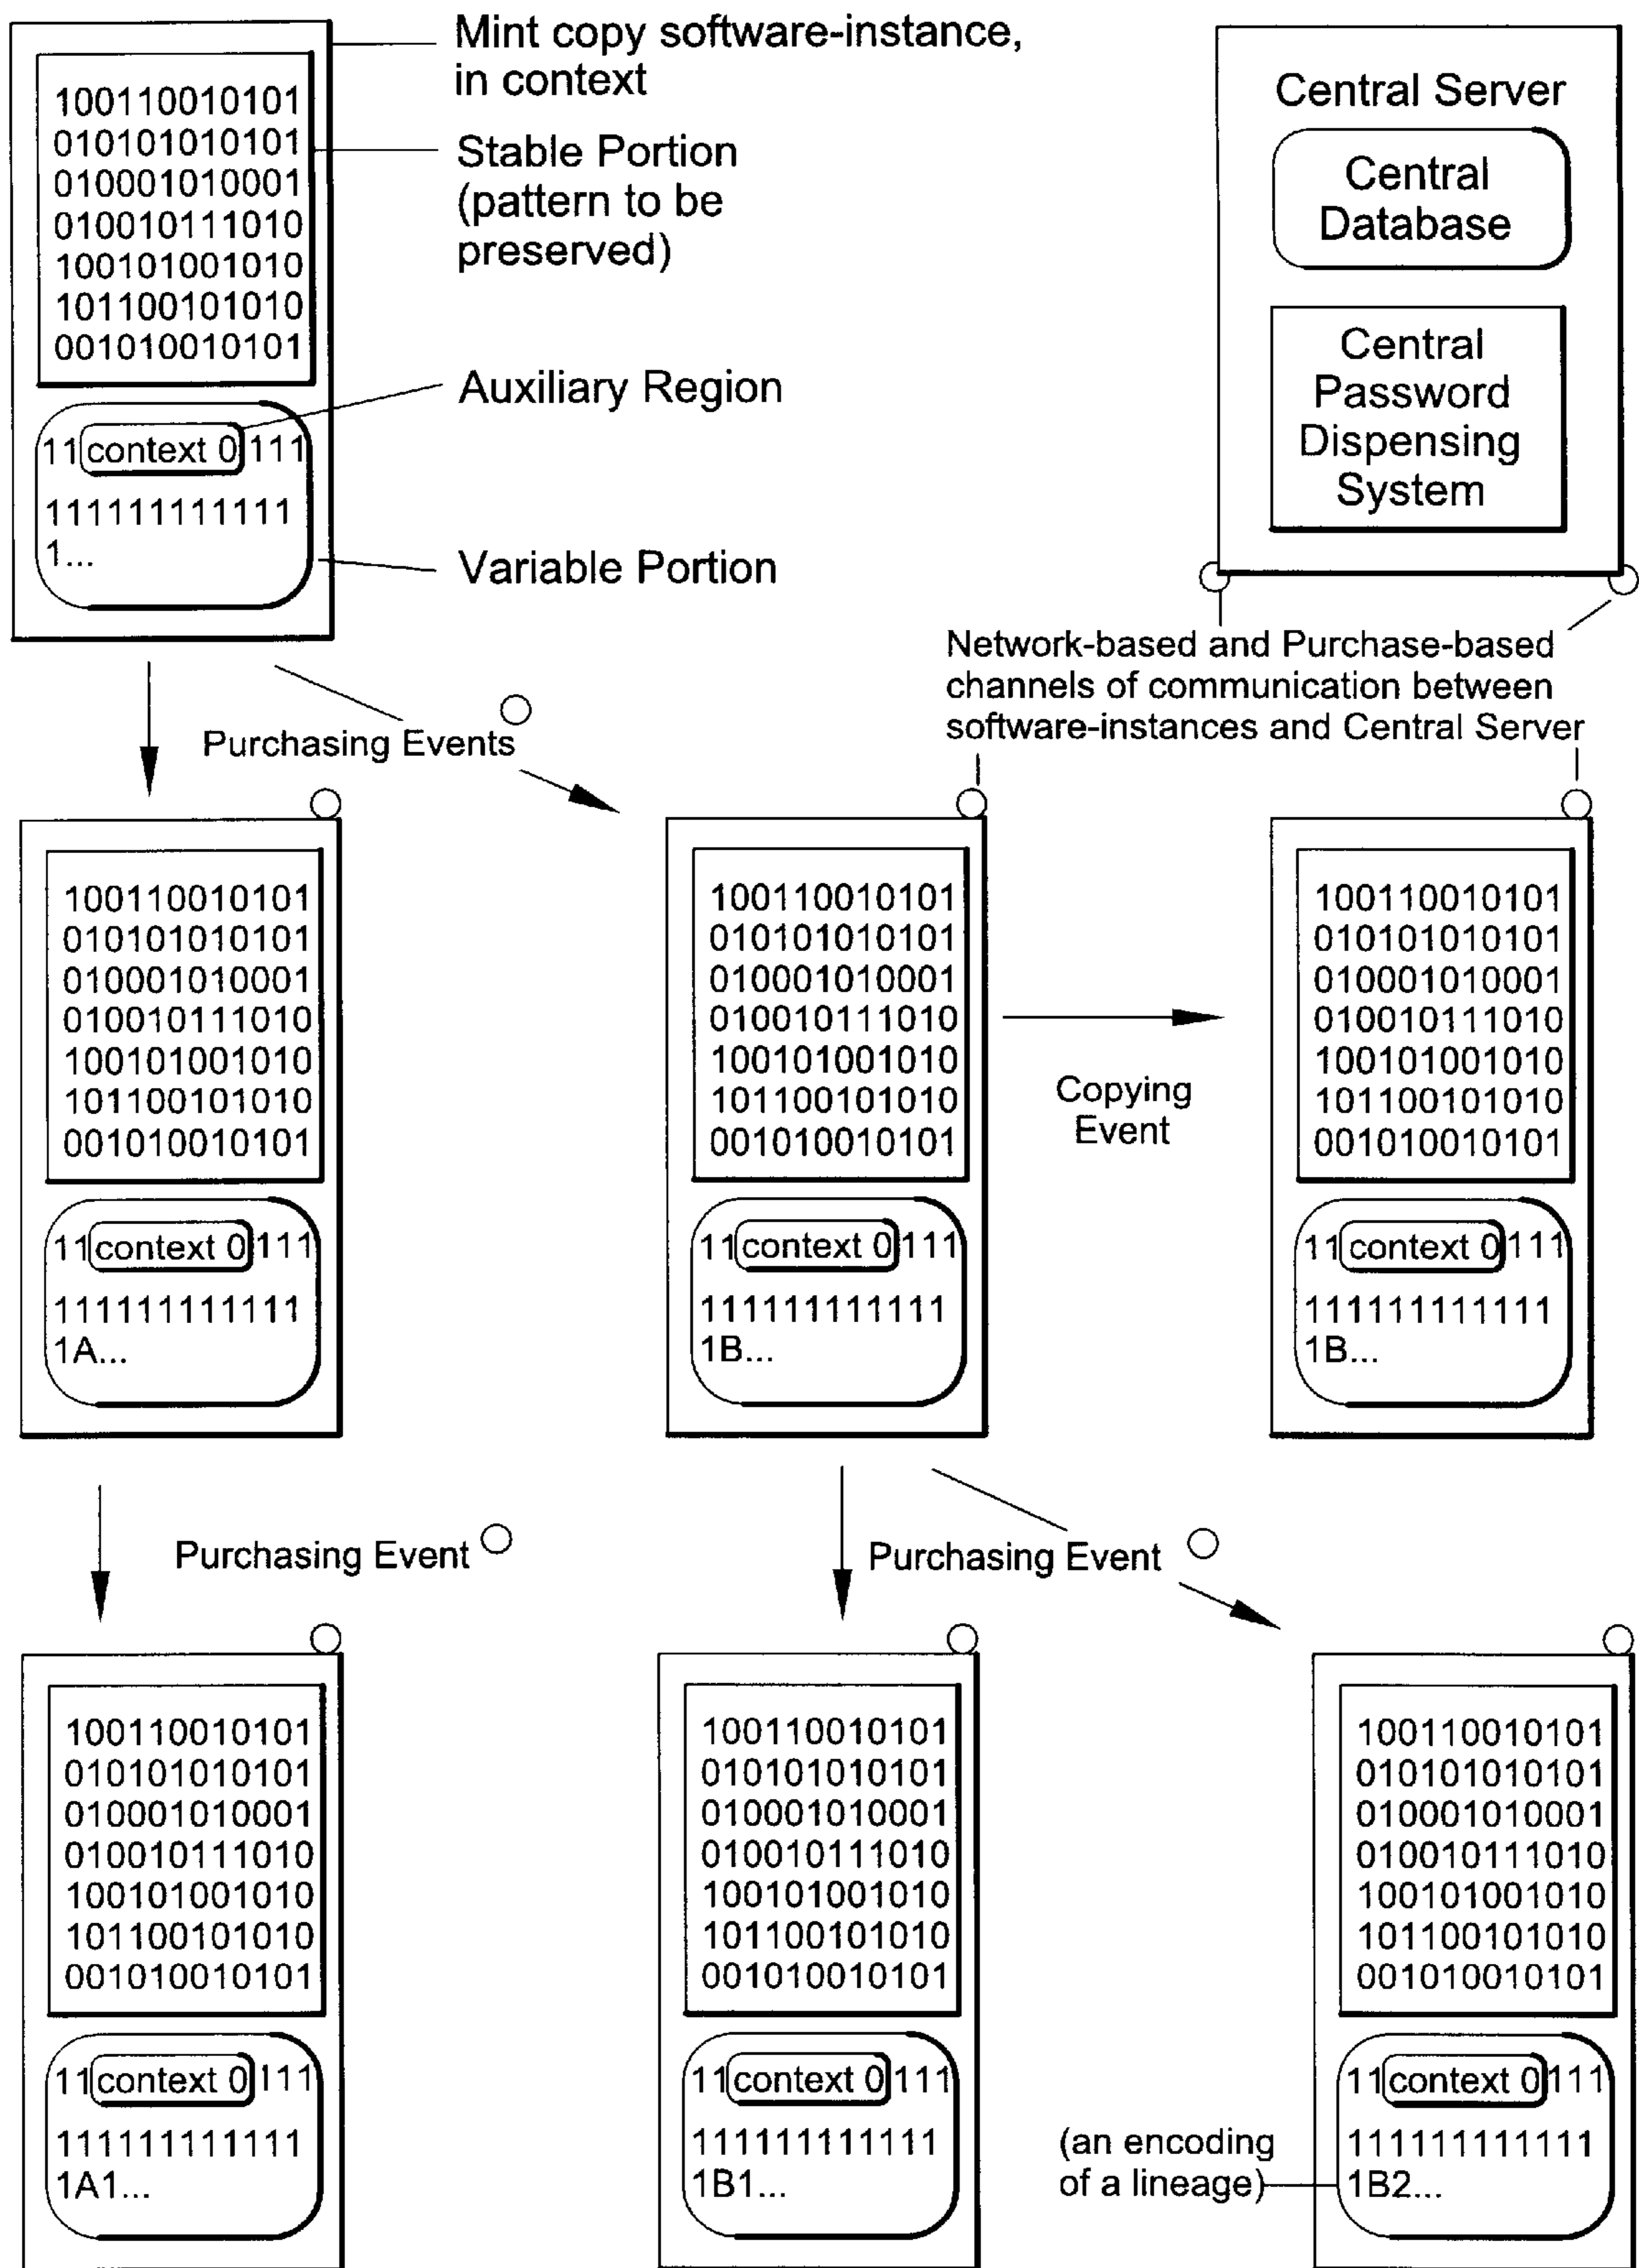 Mint copy software-instance,
in context
100110010101
010101010101
010001010001
010010111010
100101001010
101100101010
001010010101
Stable Portion
(pattern to be
preserved)
Auxiliary Region
11 context 0 111
111111111111
1...
Variable Portion
Central Server
Central
Database
Central
Password
Dispensing
System
Network-based and Purchase-based
channels of communication between
software-instances and Central Server
Purchasing Events
100110010101
010101010101
010001010001
010010111010
100101001010
101100101010
001010010101
11 context 0 111
111111111111
1A...
100110010101
010101010101
010001010001
010010111010
100101001010
101100101010
001010010101
11 context 0 111
111111111111
1B...
Copying
Event
100110010101
010101010101
010001010001
010010111010
100101001010
101100101010
001010010101
11 context 0 111
111111111111
1B...
Purchasing Event
Purchasing Event
100110010101
010101010101
010001010001
010010111010
100101001010
101100101010
001010010101
11 context 0 111
111111111111
1A1...
100110010101
010101010101
010001010001
010010111010
100101001010
101100101010
001010010101
11 context 0 111
111111111111
1B1...
100110010101
010101010101
010001010001
010010111010
100101001010
101100101010
001010010101
11 context 0 111
111111111111
1B2...
(an encoding
of a lineage)